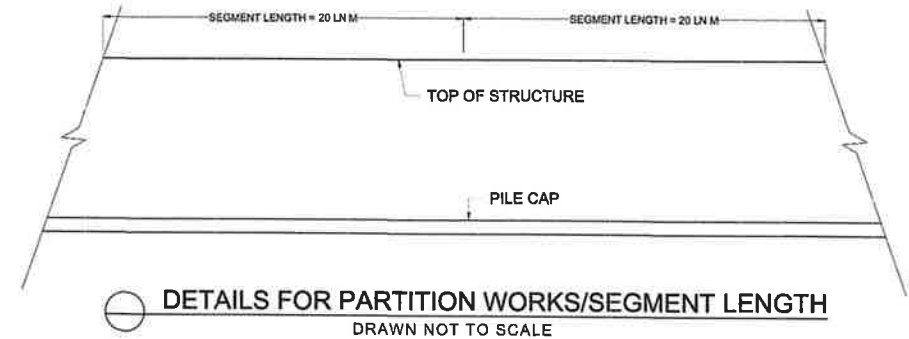 SEGMENT LENGTH = 20 LN M
SEGMENT LENGTH = 20 LN M
TOP OF STRUCTURE
PILE CAP
DETAILS FOR PARTITION WORKS/SEGMENT LENGTH
DRAWN NOT TO SCALE